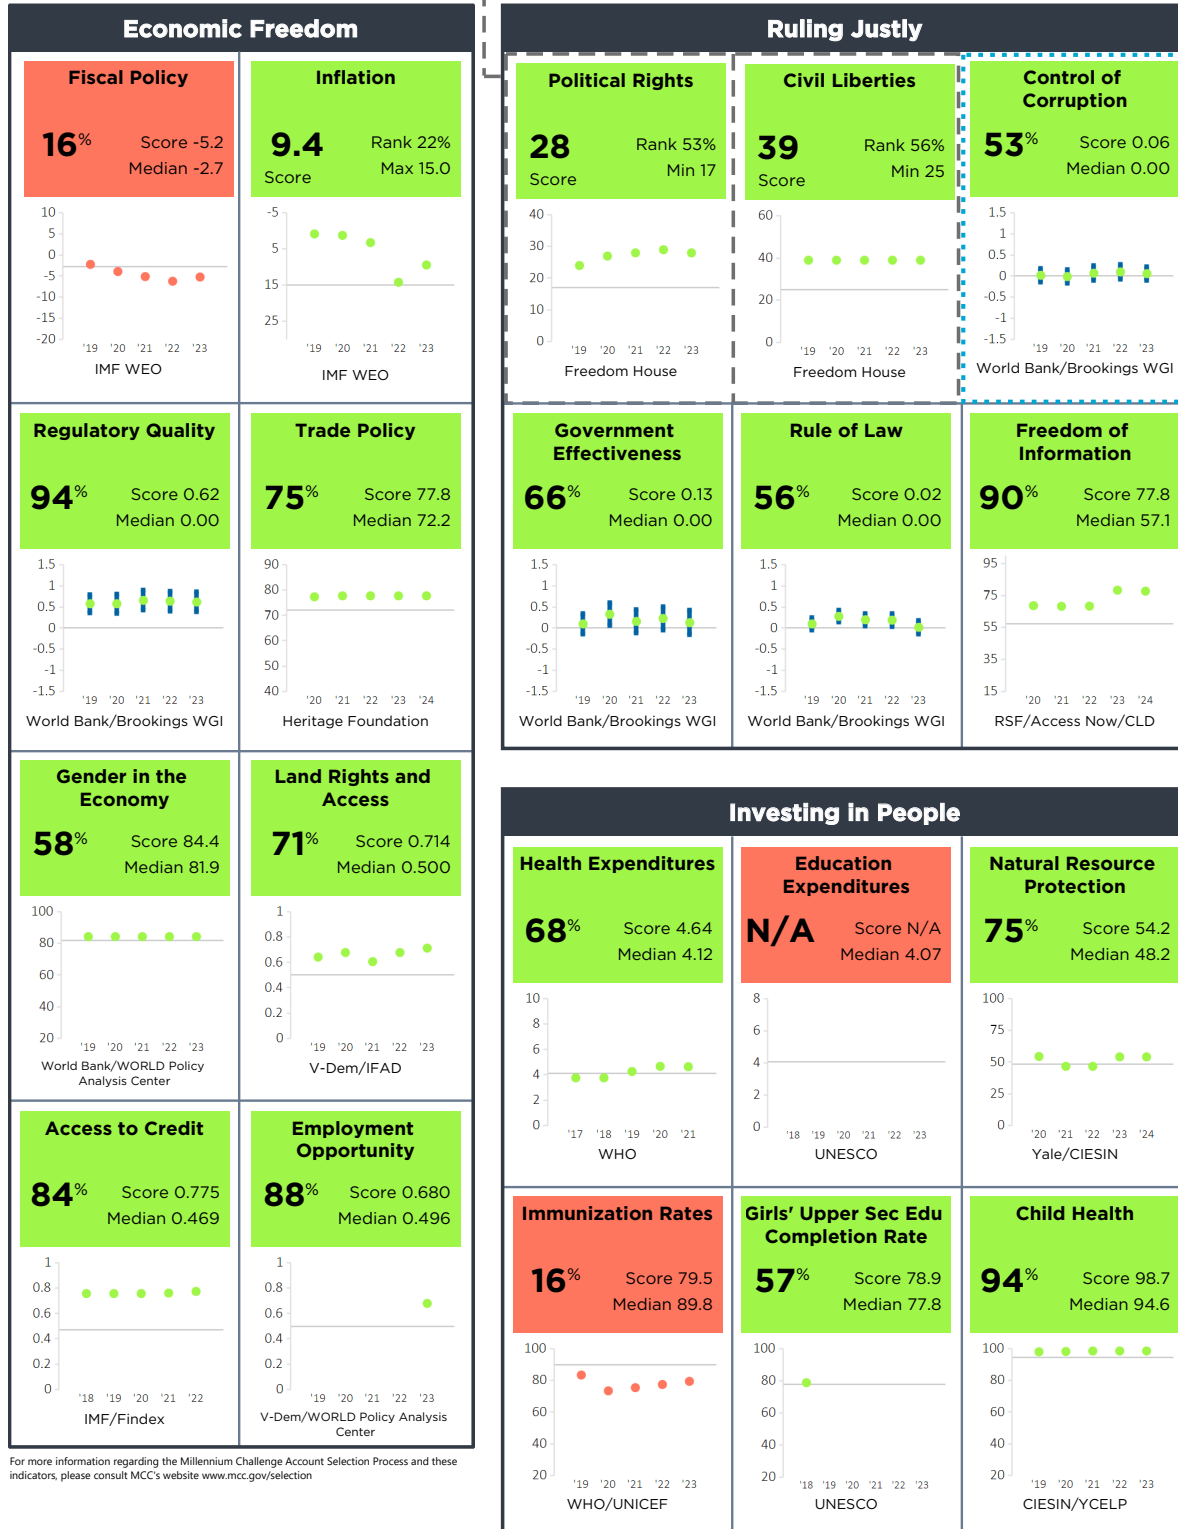 Economic Freedom
Fiscal Policy
16%
Score -5.2
Median -2.7
10
5
0
-5
-10
-15
-20
'19 '20 '21 '22 '23
IMF WEO
Inflation
9.4
Score
Rank 22%
Max 15.0
-5
5
15
25
'19 '20 '21 '22 '23
IMF WEO
Regulatory Quality
94%
Score 0.62
Median 0.00
1.5
1
0.5
0
-0.5
-1
-1.5
'19 '20 '21 '22 '23
World Bank/Brookings WGI
Trade Policy
75%
Score 77.8
Median 72.2
90
80
70
60
50
40
'20 '21 '22 '23 '24
Heritage Foundation
Gender in the
Economy
58%
Score 84.4
Median 81.9
100
80
60
40
20
'19 '20 '21 '22 '23
World Bank/WORLD Policy
Analysis Center
Land Rights and
Access
71%
Score 0.714
Median 0.500
1
0.8
0.6
0.4
0.2
0
'19 '20 '21 '22 '23
V-Dem/IFAD
Access to Credit
84%
Score 0.775
Median 0.469
1
0.8
0.6
0.4
0.2
0
'18 '19 '20 '21 '22
IMF/Findex
Employment
Opportunity
88%
Score 0.680
Median 0.496
1
0.8
0.6
0.4
0.2
0
'19 '20 '21 '22 '23
V-Dem/WORLD Policy Analysis
Center
For more information regarding the Millennium Challenge Account Selection Process and these
indicators, please consult MCC's website www.mcc.gov/selection
Ruling Justly
Political Rights
28
Score
Rank 53%
Min 17
40
30
20
10
0
'19 '20 '21 '22 '23
Freedom House
Civil Liberties
39
Score
Rank 56%
Min 25
60
40
20
0
'19 '20 '21 '22 '23
Freedom House
Control of
Corruption
53%
Score 0.06
Median 0.00
1.5
1
0.5
0
-0.5
-1
-1.5
'19 '20 '21 '22 '23
World Bank/Brookings WGI
Government
Effectiveness
66%
Score 0.13
Median 0.00
1.5
1
0.5
0
-0.5
-1
-1.5
'19 '20 '21 '22 '23
World Bank/Brookings WGI
Rule of Law
56%
Score 0.02
Median 0.00
1.5
1
0.5
0
-0.5
-1
-1.5
'19 '20 '21 '22 '23
World Bank/Brookings WGI
Freedom of
Information
90%
Score 77.8
Median 57.1
95
75
55
35
15
'20 '21 '22 '23 '24
RSF/Access Now/CLD
Investing in People
Health Expenditures
68%
Score 4.64
Median 4.12
10
8
6
4
2
0
'17 '18 '19 '20 '21
WHO
Education
Expenditures
N/A
Score N/A
Median 4.07
8
6
4
2
0
'18 '19 '20 '21 '22 '23
UNESCO
Natural Resource
Protection
75%
Score 54.2
Median 48.2
100
75
50
25
0
'20 '21 '22 '23 '24
Yale/CIESIN
Immunization Rates
16%
Score 79.5
Median 89.8
100
80
60
40
20
'19 '20 '21 '22 '23
WHO/UNICEF
Girls' Upper Sec Edu
Completion Rate
57%
Score 78.9
Median 77.8
100
80
60
40
20
'18 '19 '20 '21 '22 '23
UNESCO
Child Health
94%
Score 98.7
Median 94.6
100
80
60
40
20
'19 '20 '21 '22 '23
CIESIN/YCELP